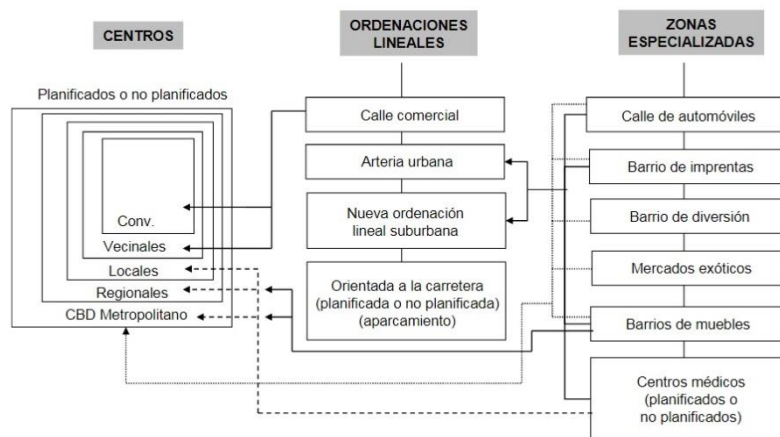 CENTROS
Planificados o no planificados
Conv.
Vecinales
Locales
Regionales
CBD Metropolitano
ORDENACIONES
LINEALES
Calle comercial
Arteria urbana
Nueva ordenación
lineal suburbana
Orientada a la carretera
(planificada o no planificada)
(aparcamiento)
ZONAS
ESPECIALIZADAS
Calle de automóviles
Barrio de imprentas
Barrio de diversión
Mercados exóticos
Barrios de muebles
Centros médicos
(planificados o
no planificados)